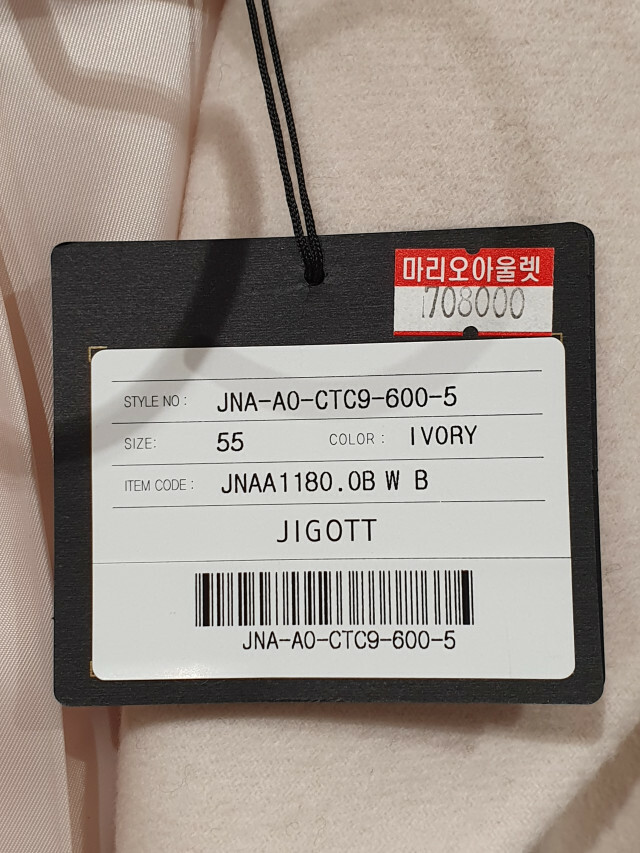 마리오아울렛
708000
STYLE NO : JNA-A0-CTC9-600-5
SIZE: 55 COLOR : IVORY
ITEM CODE : JNAA1180.0B W B
JIGOTT
JNA-A0-CTC9-600-5